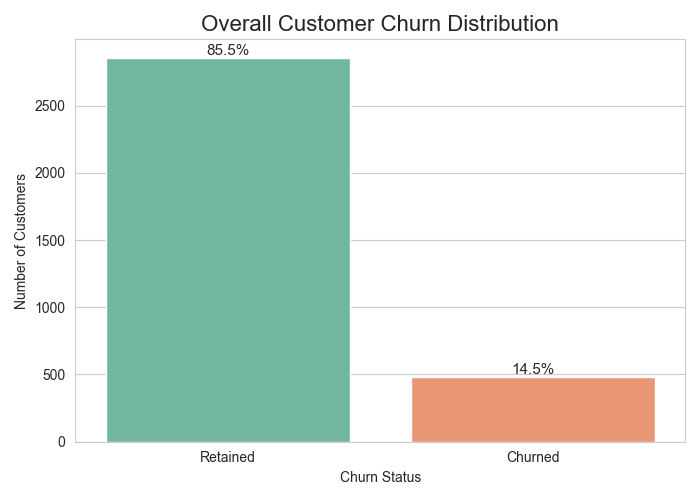 Overall Customer Churn Distribution
85.5%
14.5%
2500
2000
1500
1000
500
0
Number of Customers
Retained
Churned
Churn Status